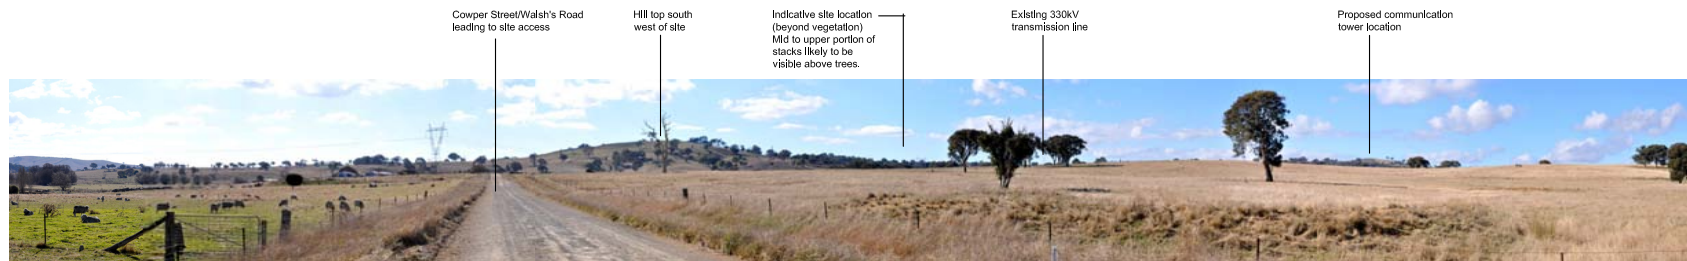 Cowper Street/Walsh's Road
leading to site access
Hill top south
west of site
Indicative site location
(beyond vegetation)
Mid to upper portion of
stacks likely to be
visible above trees.
Existing 330kV
transmission line
Proposed communication
tower location